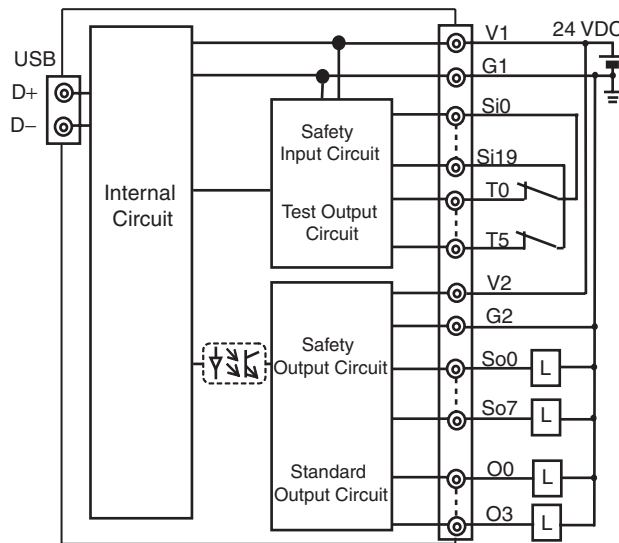 USB
D+
D−
Internal
Circuit
Safety
Input Circuit
Test Output
Circuit
Safety
Output Circuit
Standard
Output Circuit
V1
24 VDC
G1
Si0
Si19
T0
T5
V2
G2
So0
L
So7
L
O0
L
O3
L